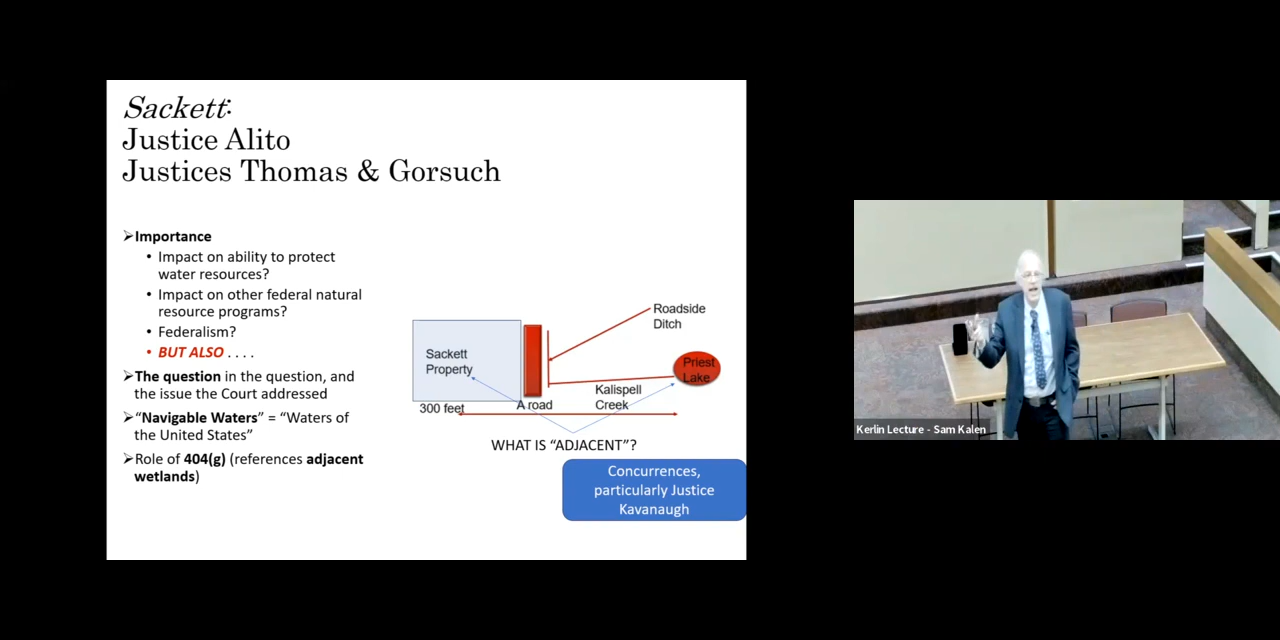 Sackett:
Justice Alito
Justices Thomas & Gorsuch
➢Importance
• Impact on ability to protect
water resources?
• Impact on other federal natural
resource programs?
• Federalism?
• BUT ALSO . . . .
➢The question in the question, and
the issue the Court addressed
➢“Navigable Waters” = “Waters of
the United States”
➢Role of 404(g) (references adjacent
wetlands)
Roadside
Ditch
Sackett
Property
Priest
Lake
Kalispell
Creek
300 feet
A road
WHAT IS “ADJACENT”?
Concurrences,
particularly Justice
Kavanaugh
Kerlin Lecture - Sam Kalen